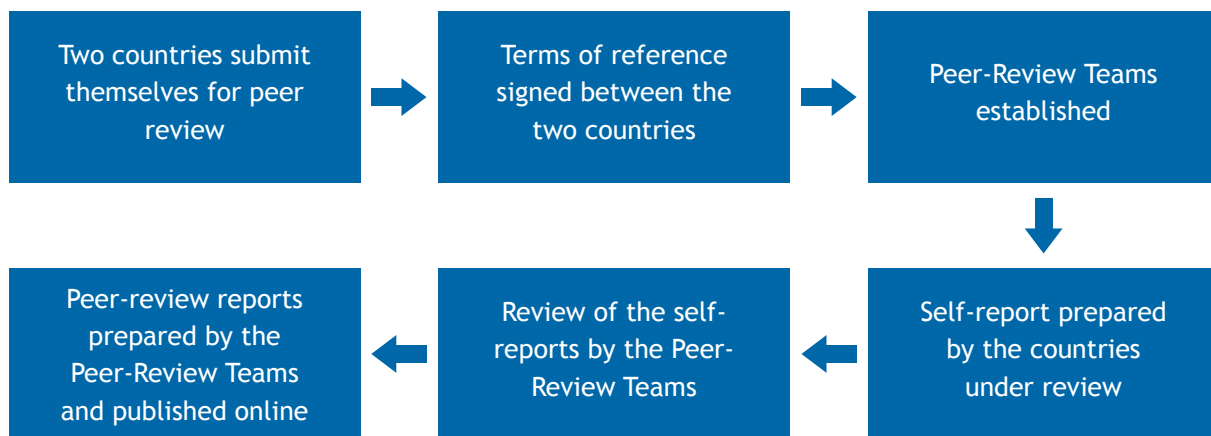 Two countries submit
themselves for peer
review
Terms of reference
signed between the
two countries
Peer-Review Teams
established
Self-report prepared
by the countries
under review
Review of the self-
reports by the Peer-
Review Teams
Peer-review reports
prepared by the
Peer-Review Teams
and published online